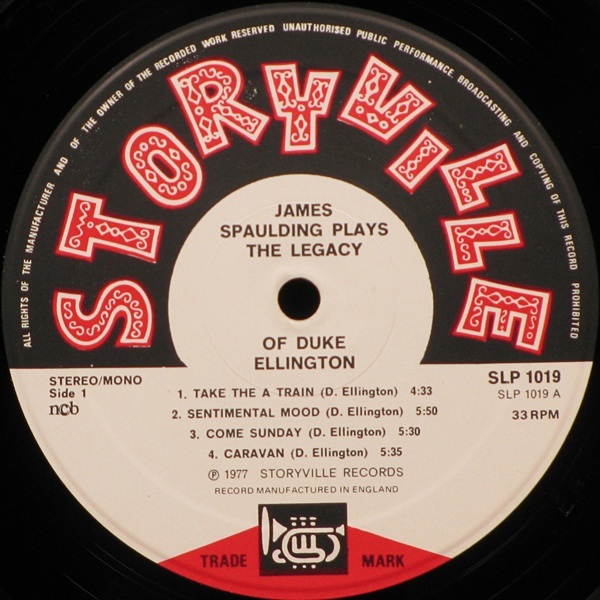 ALL RIGHTS OF THE MANUFACTURER AND OF THE OWNER OF THE RECORDED WORK RESERVED UNAUTHORISED PUBLIC PERFORMANCE, BROADCASTING AND COPYING OF THIS RECORD PROHIBITED
STORYVILLE
JAMES
SPAULDING PLAYS
THE LEGACY
OF DUKE
ELLINGTON
STEREO/MONO
Side 1
ncb
SLP 1019
SLP 1019 A
33 RPM
1. TAKE THE A TRAIN (D. Ellington) 4:33
2. SENTIMENTAL MOOD (D. Ellington) 5:50
3. COME SUNDAY (D. Ellington) 5:30
4. CARAVAN (D. Ellington) 5:35
℗ 1977 STORYVILLE RECORDS
RECORD MANUFACTURED IN ENGLAND
TRADE MARK